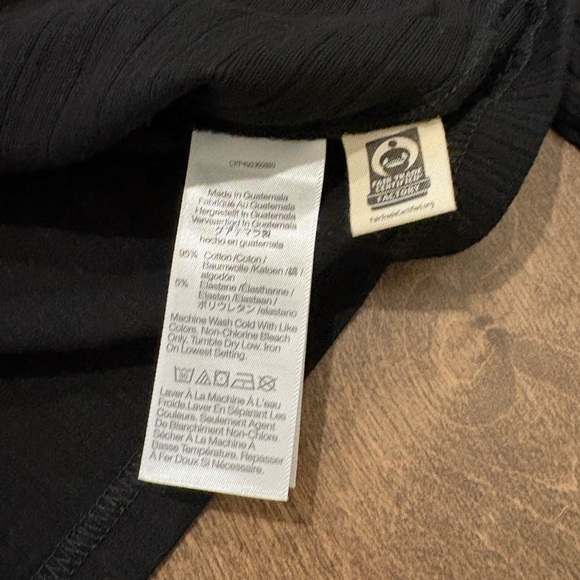 Made In Guatemala
Fabriqué Au Guatemala
Hergestellt In Guatemala
Vervaardigd In Guatemala
グアテマラ製
hecho en guatemala
95% Cotton /Coton /
Baumwolle /Katoen /綿 /
algodón
5% Elastane /Élasthanne /
Elastan /Elastaan /
ポリウレタン /elastano
Machine Wash Cold With Like
Colors, Non-Chlorine Bleach
Only. Tumble Dry Low. Iron
On Lowest Setting.
Laver À La Machine À L'eau
Froide Laver En Séparant Les
Couleurs. Seulement Agent
De Blanchiment Non-Chlore.
Sécher À La Machine À
Basse Température. Repasser
À Fer Doux Si Nécessaire.
FAIR TRADE
CERTIFIED
FACTORY
FairTradeCertified.org